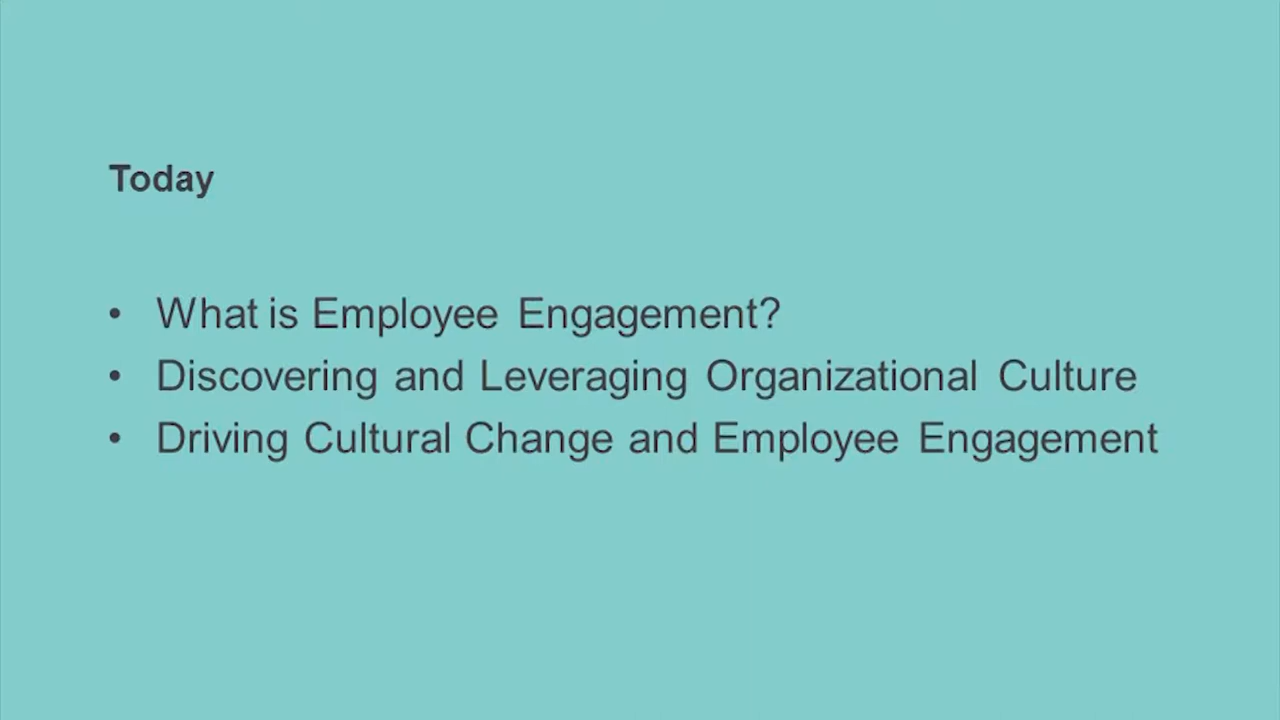 Today
• What is Employee Engagement?
• Discovering and Leveraging Organizational Culture
• Driving Cultural Change and Employee Engagement